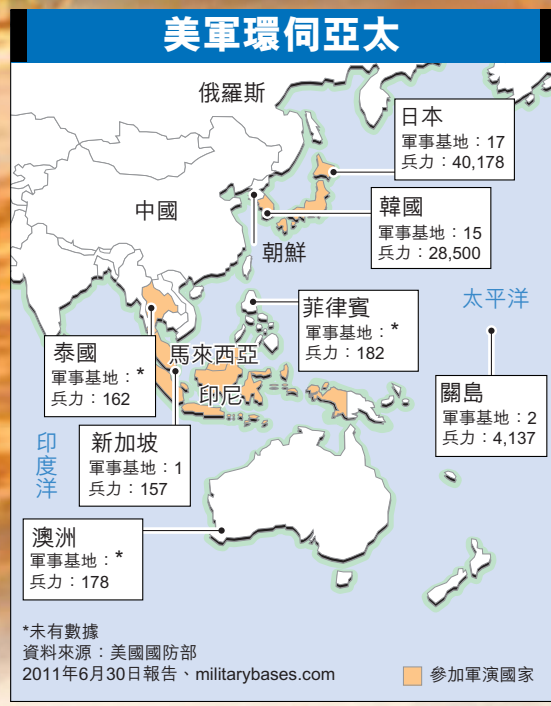 美軍環伺亞太
俄羅斯
日本
軍事基地：17
兵力：40,178
中國
韓國
軍事基地：15
兵力：28,500
朝鮮
菲律賓
軍事基地：*
兵力：182
太平洋
泰國
軍事基地：*
兵力：162
馬來西亞
印尼
關島
軍事基地：2
兵力：4,137
印度洋
新加坡
軍事基地：1
兵力：157
澳洲
軍事基地：*
兵力：178
*未有數據
資料來源：美國國防部
2011年6月30日報告、militarybases.com
參加軍演國家